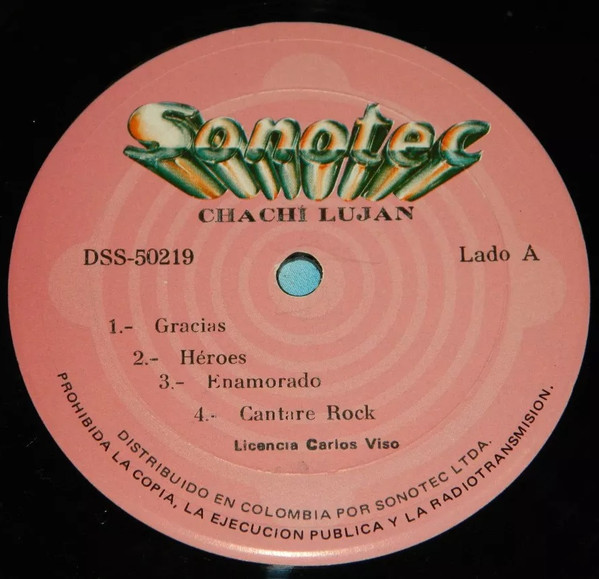 Sonotec
CHACHI LUJAN
DSS-50219
Lado A
1.- Gracias
2.- Héroes
3.- Enamorado
4.- Cantare Rock
Licencia Carlos Viso
DISTRIBUIDO EN COLOMBIA POR SONOTEC LTDA.
PROHIBIDA LA COPIA, LA EJECUCION PUBLICA Y LA RADIOTRANSMISION.